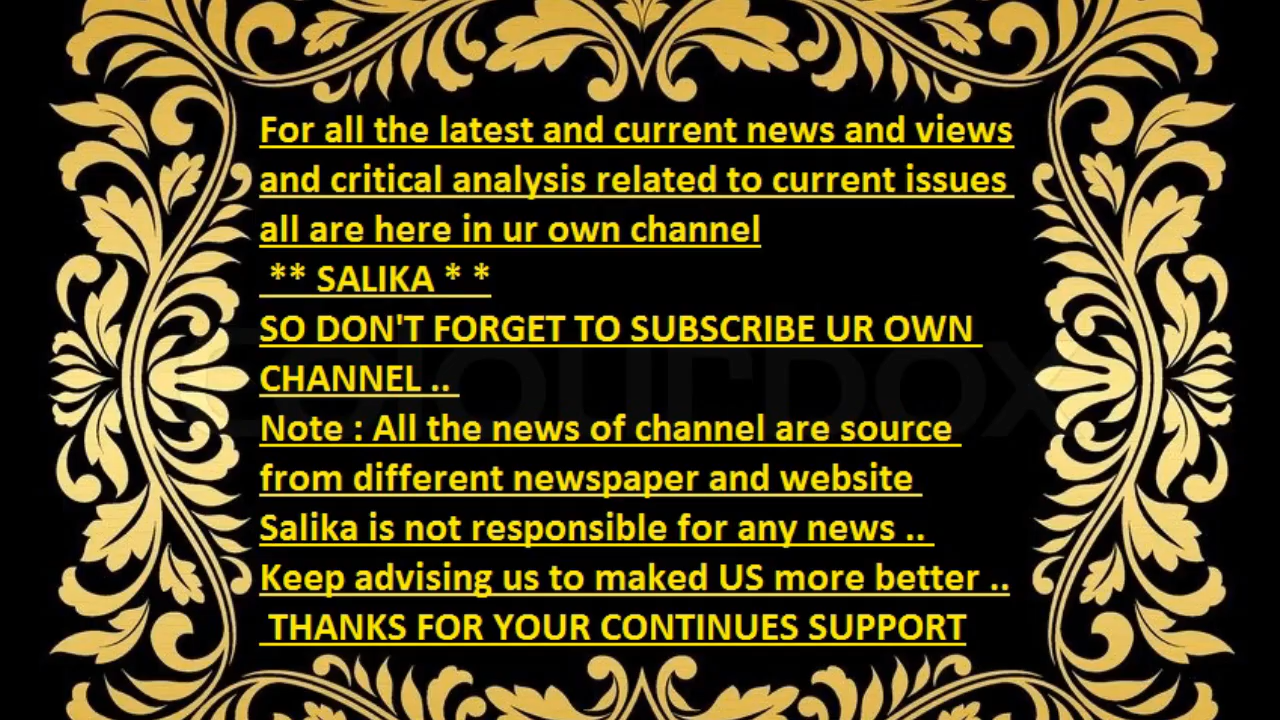 For all the latest and current news and views
and critical analysis related to current issues
all are here in ur own channel
** SALIKA * *
SO DON'T FORGET TO SUBSCRIBE UR OWN
CHANNEL ..
Note : All the news of channel are source
from different newspaper and website
Salika is not responsible for any news ..
Keep advising us to maked US more better ..
THANKS FOR YOUR CONTINUES SUPPORT
colourbox